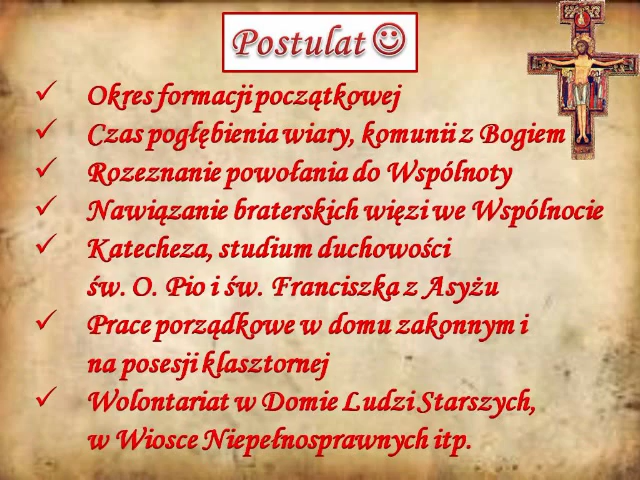 Postulat ☺
✓ Okres formacji początkowej
✓ Czas pogłębienia wiary, komunii z Bogiem
✓ Rozeznanie powołania do Wspólnoty
✓ Nawiązanie braterskich więzi we Wspólnocie
✓ Katecheza, studium duchowości
św. O. Pio i św. Franciszka z Asyżu
✓ Prace porządkowe w domu zakonnym i
na posesji klasztornej
✓ Wolontariat w Domie Ludzi Starszych,
w Wiosce Niepełnosprawnych itp.